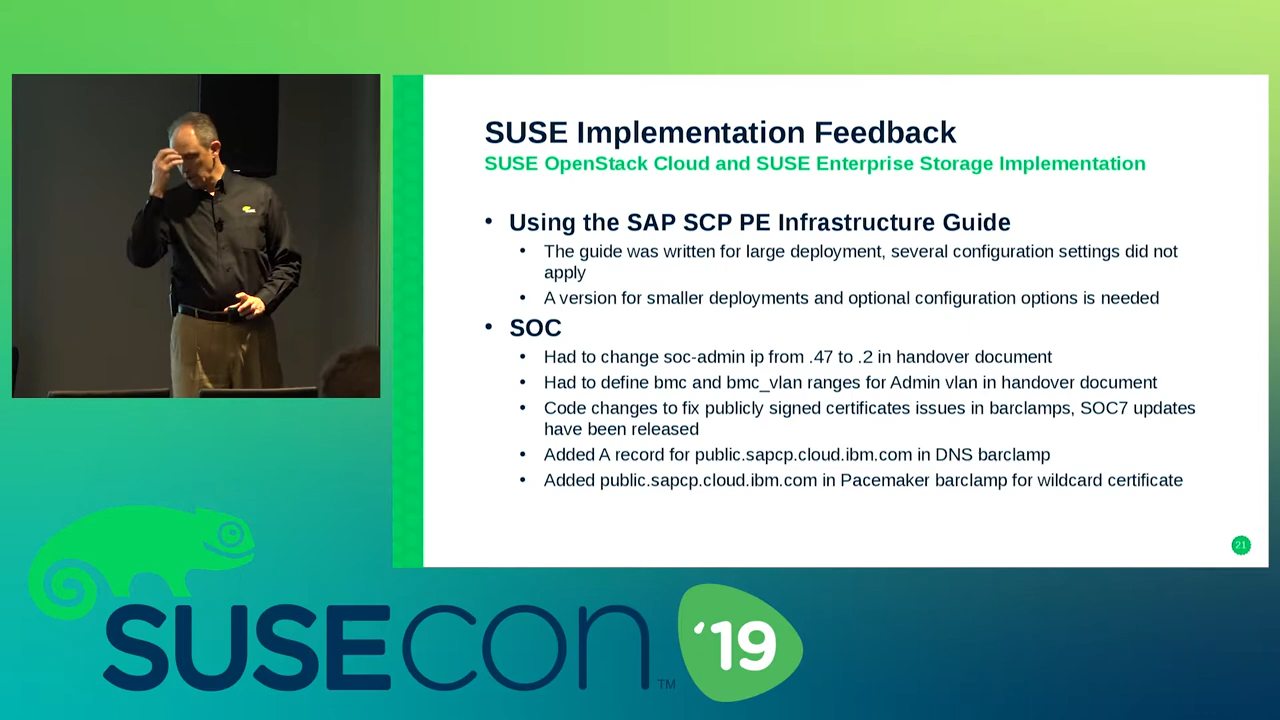 SUSE Implementation Feedback
SUSE OpenStack Cloud and SUSE Enterprise Storage Implementation
• Using the SAP SCP PE Infrastructure Guide
• The guide was written for large deployment, several configuration settings did not
apply
• A version for smaller deployments and optional configuration options is needed
• SOC
• Had to change soc-admin ip from .47 to .2 in handover document
• Had to define bmc and bmc_vlan ranges for Admin vlan in handover document
• Code changes to fix publicly signed certificates issues in barclamps, SOC7 updates
have been released
• Added A record for public.sapcp.cloud.ibm.com in DNS barclamp
• Added public.sapcp.cloud.ibm.com in Pacemaker barclamp for wildcard certificate
21
SUSECON ‘19
TM